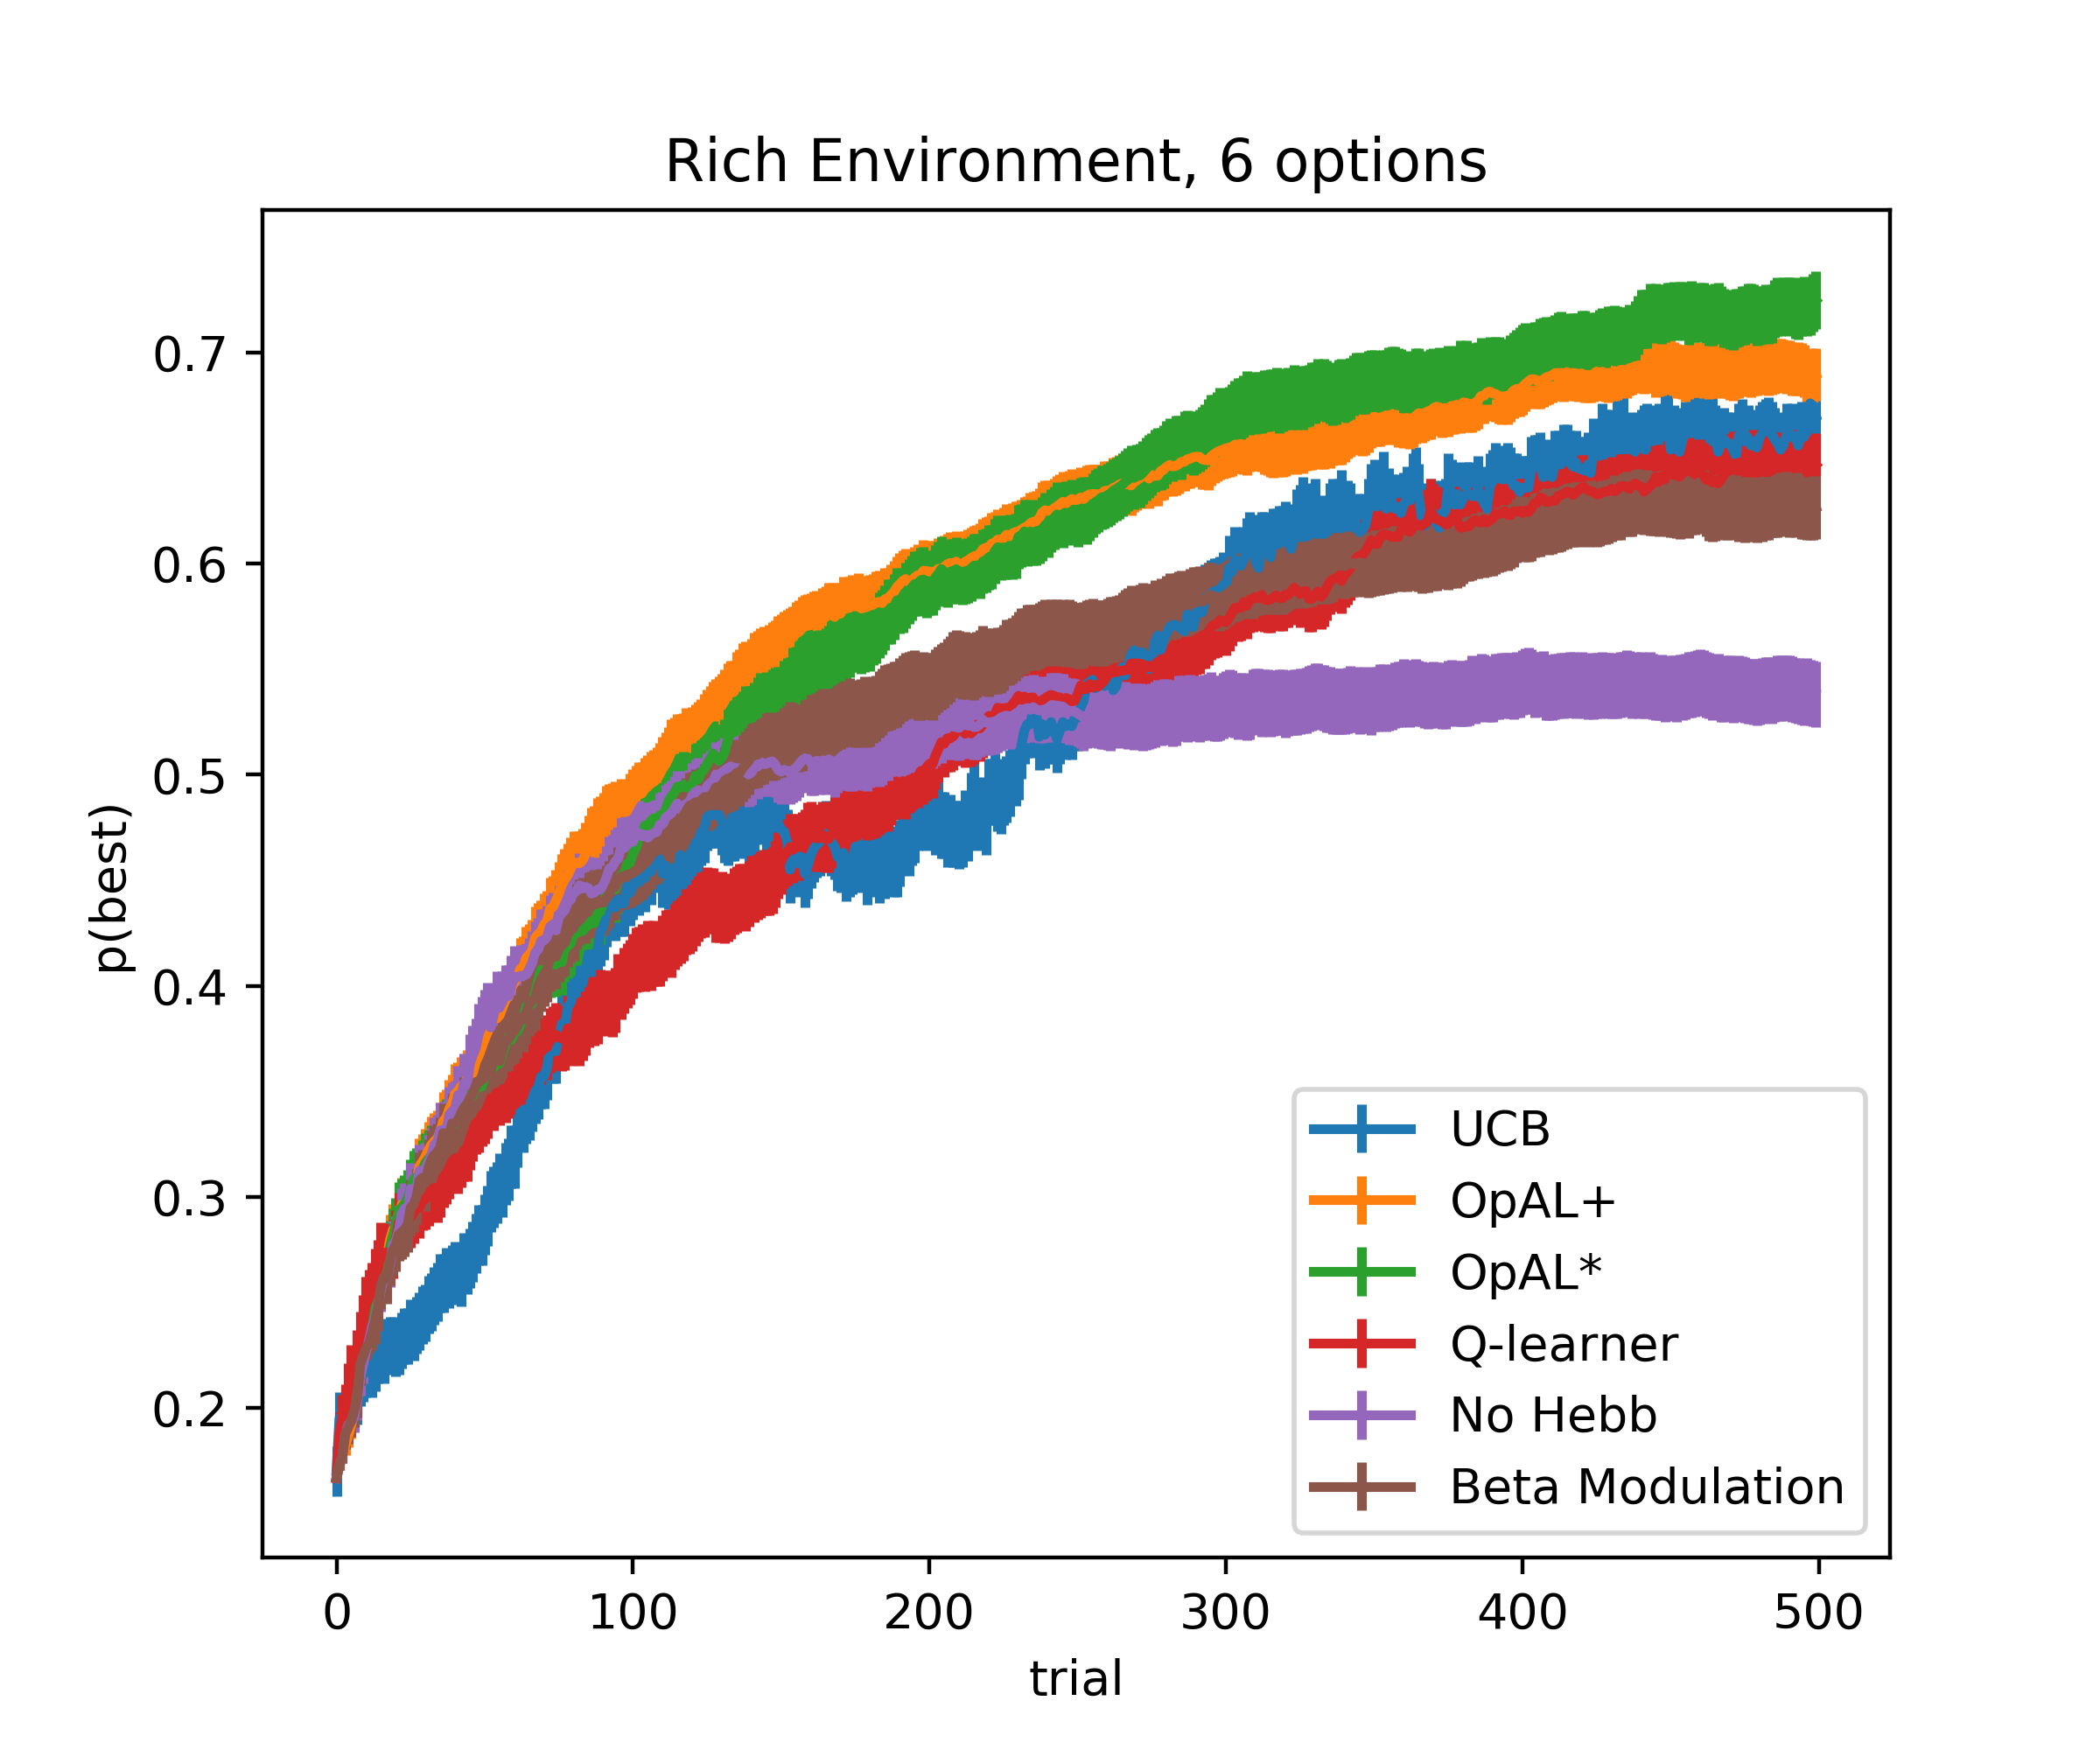 Rich Environment, 6 options
p(best)
0.7
0.6
0.5
0.4
0.3
0.2
UCB
OpAL+
OpAL*
Q-learner
No Hebb
Beta Modulation
0 100 200 300 400 500
trial